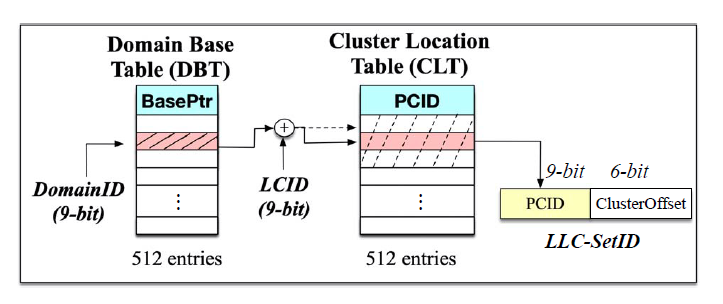 Domain Base
Table (DBT)
BasePtr
DomainID
(9-bit)
⋮
512 entries
+
LCID
(9-bit)
Cluster Location
Table (CLT)
PCID
⋮
512 entries
9-bit 6-bit
PCID ClusterOffset
LLC-SetID